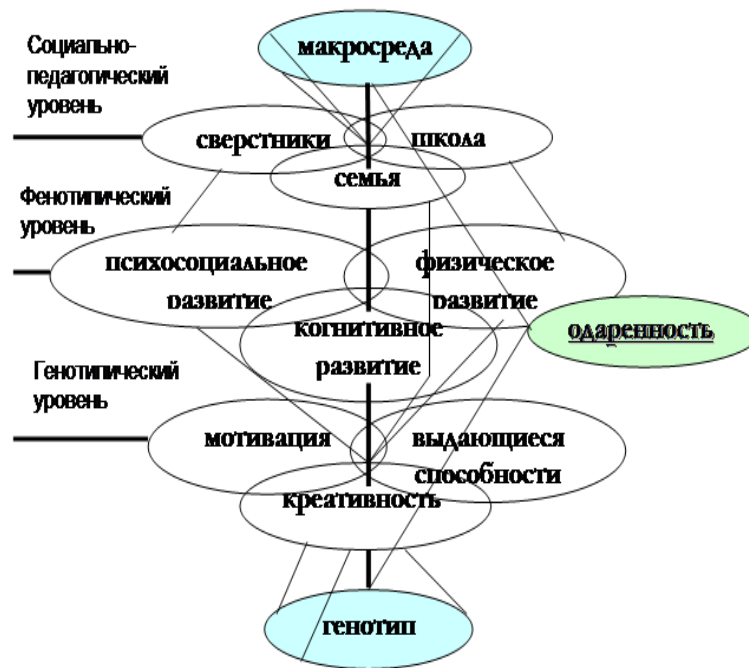 макросреда
Социально-
педагогический
уровень
сверстники
школа
семья
Фенотипический
уровень
психосоциальное
развитие
физическое
развитие
когнитивное
развитие
одаренность
Генотипический
уровень
мотивация
выдающиеся
способности
креативность
генотип